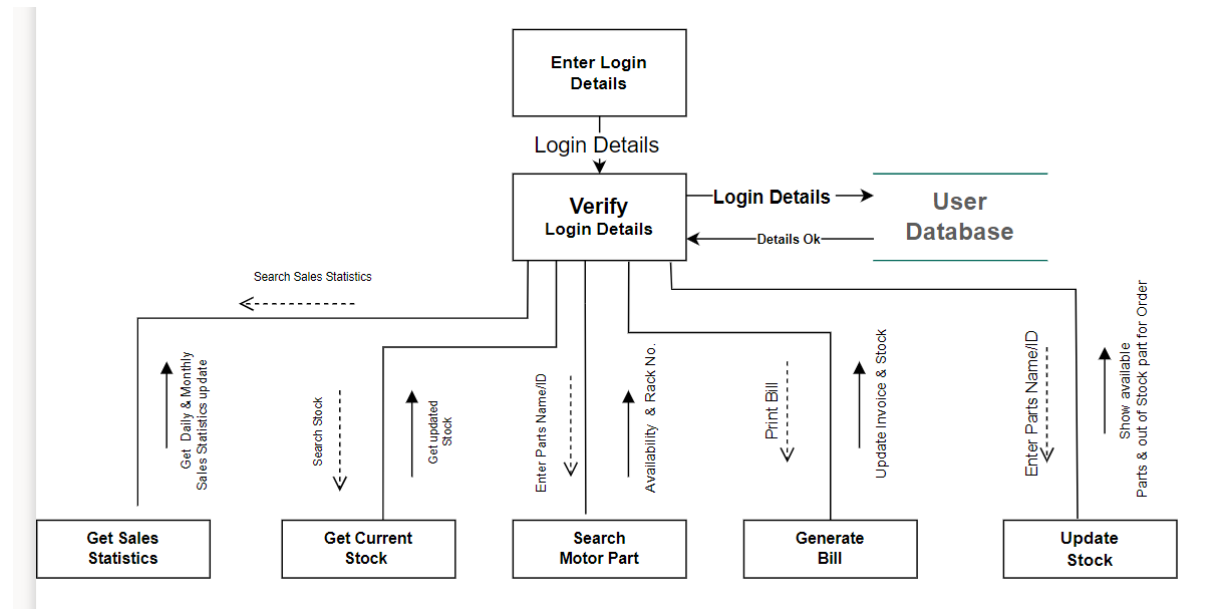 Enter Login
Details
Login Details
Verify
Login Details
Login Details
Details Ok
User
Database
Search Sales Statistics
Get Daily & Monthly
Sales Statistics update
Search Stock
Get updated
Stock
Enter Parts Name/ID
Availability & Rack No.
Print Bill
Update Invoice & Stock
Enter Parts Name/ID
Show available
Parts & out of Stock part for Order
Get Sales
Statistics
Get Current
Stock
Search
Motor Part
Generate
Bill
Update
Stock